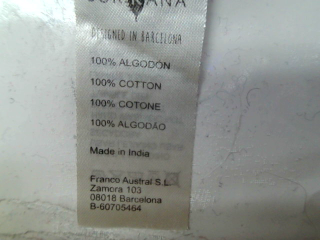 DESIGNED IN BARCELONA
100% ALGODÓN
100% COTTON
100% COTONE
100% ALGODÃO
Made in India
Franco Austral S.L
Zamora 103
08018 Barcelona
B-60705464